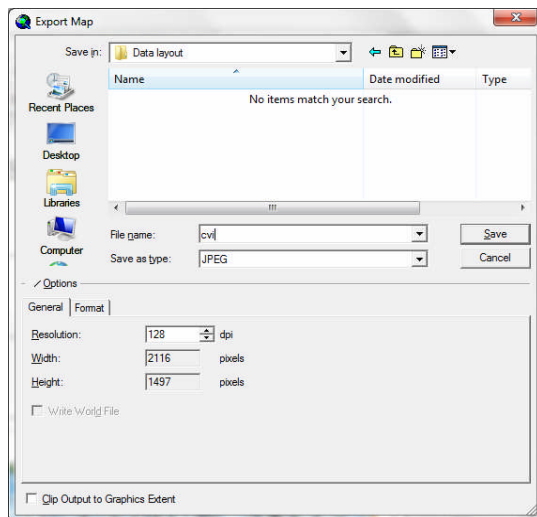 Export Map
Save in: Data layout
Name Date modified Type
No items match your search.
Recent Places
Desktop
Libraries
Computer
File name: cvi Save
Save as type: JPEG Cancel
Options
General Format
Resolution: 128 dpi
Width: 2116 pixels
Height: 1497 pixels
Write World File
Clip Output to Graphics Extent